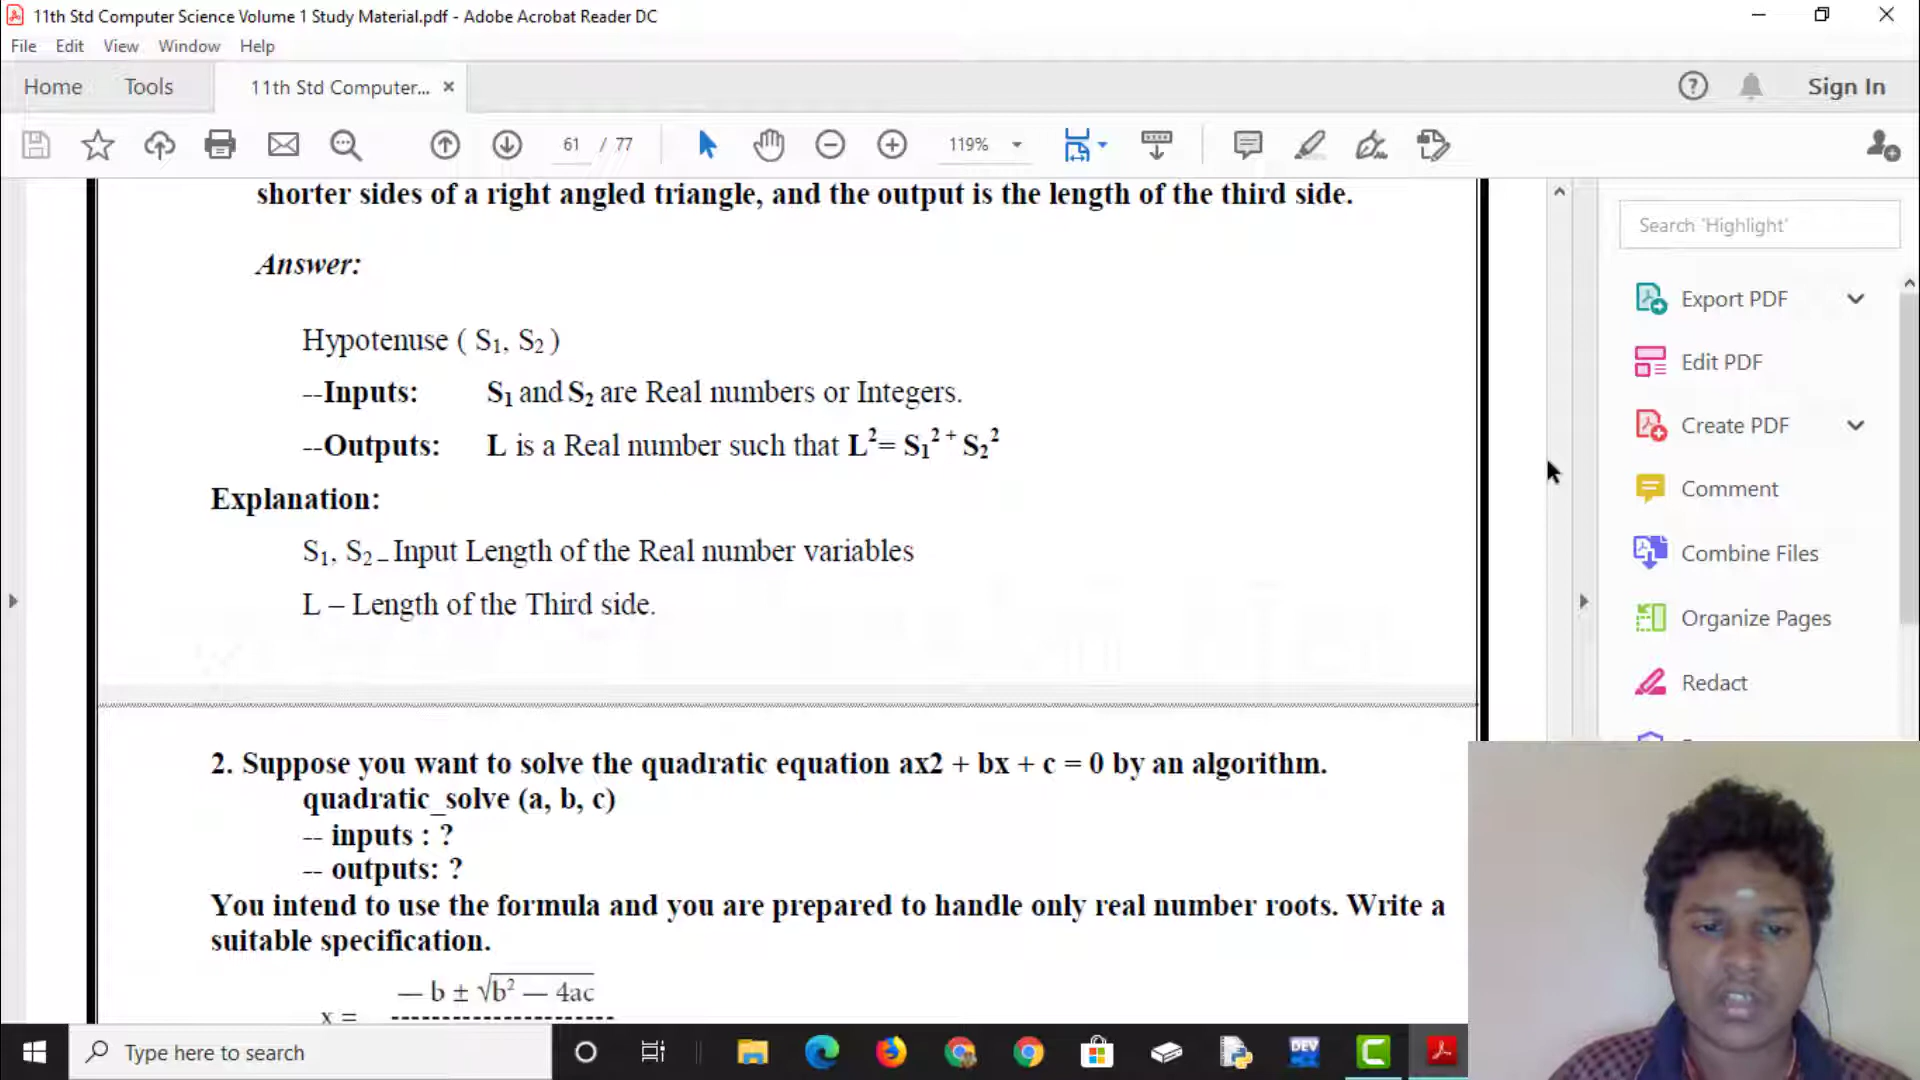 11th Std Computer Science Volume 1 Study Material.pdf - Adobe Acrobat Reader DC
File Edit View Window Help
Home Tools 11th Std Computer... × Sign In
61 / 77 119%
shorter sides of a right angled triangle, and the output is the length of the third side.
Search 'Highlight'
Answer:
Export PDF
Hypotenuse ( S₁, S₂ )
Edit PDF
--Inputs: S₁ and S₂ are Real numbers or Integers.
Create PDF
--Outputs: L is a Real number such that L²= S₁² ⁺ S₂²
Comment
Explanation:
S₁, S₂ – Input Length of the Real number variables
Combine Files
L – Length of the Third side.
Organize Pages
Redact
2. Suppose you want to solve the quadratic equation ax2 + bx + c = 0 by an algorithm.
quadratic_solve (a, b, c)
-- inputs : ?
-- outputs: ?
You intend to use the formula and you are prepared to handle only real number roots. Write a
suitable specification.
— b ± √b² — 4ac
x = ----------------
Type here to search
DEV